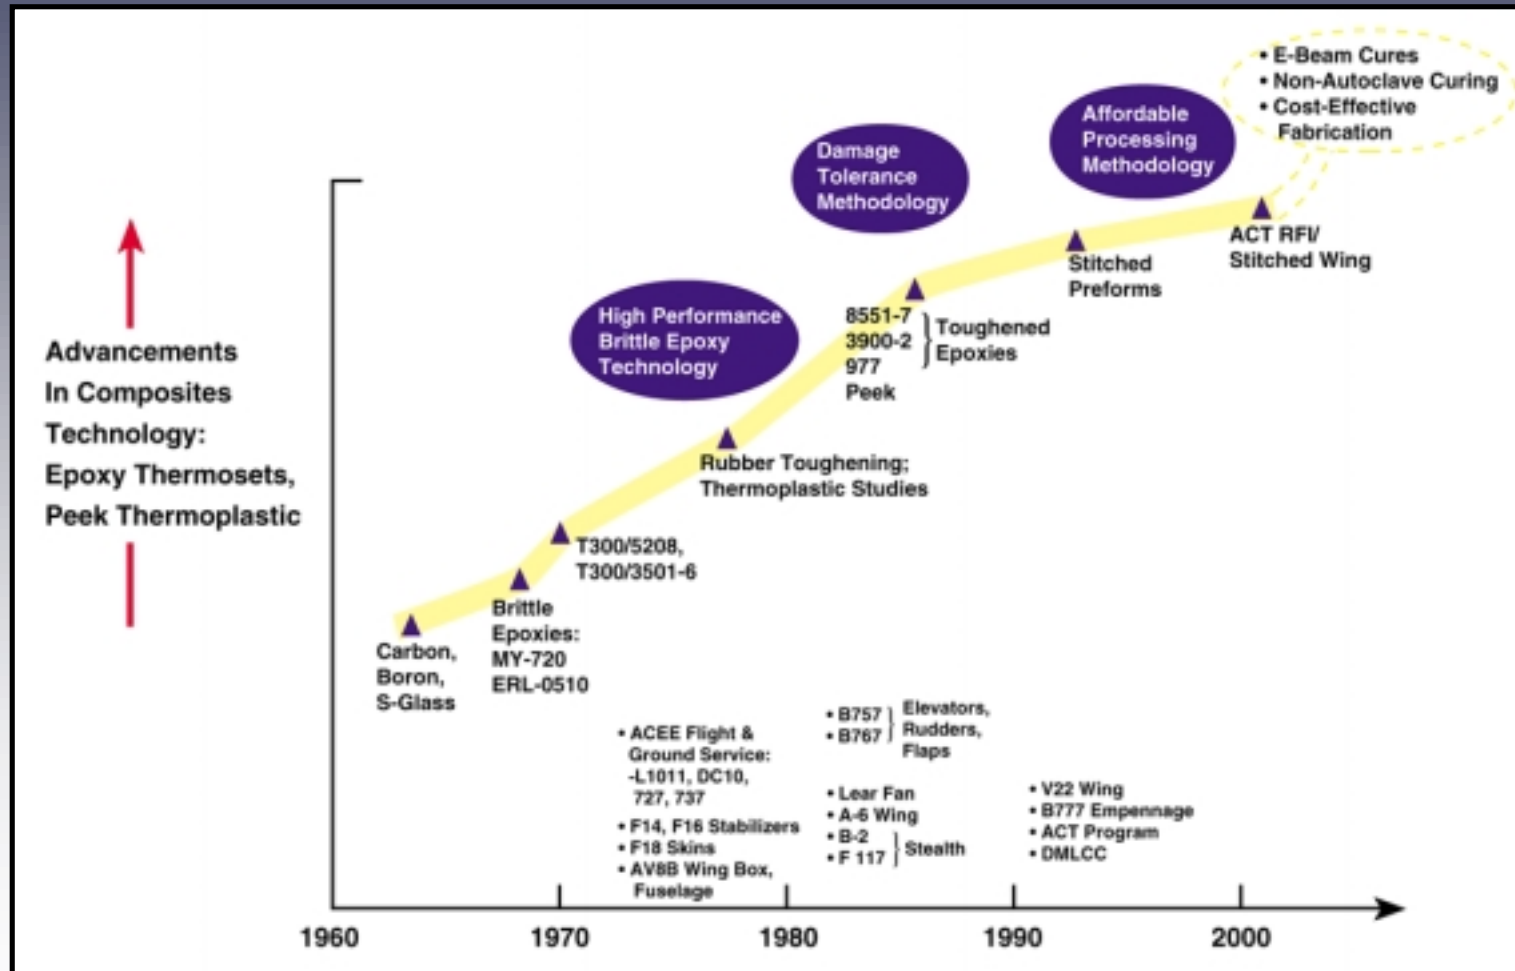 • E-Beam Cures
• Non-Autoclave Curing
• Cost-Effective
Fabrication
Affordable
Processing
Methodology
Damage
Tolerance
Methodology
High Performance
Brittle Epoxy
Technology
Advancements
In Composites
Technology:
Epoxy Thermosets,
Peek Thermoplastic
ACT RFI/
Stitched Wing
Stitched
Preforms
8551-7
3900-2
977
Peek
Toughened
Epoxies
Rubber Toughening;
Thermoplastic Studies
T300/5208,
T300/3501-6
Brittle
Epoxies:
MY-720
ERL-0510
Carbon,
Boron,
S-Glass
• ACEE Flight &
Ground Service:
-L1011, DC10,
727, 737
• F14, F16 Stabilizers
• F18 Skins
• AV8B Wing Box,
Fuselage
• B757
• B767
Elevators,
Rudders,
Flaps
• Lear Fan
• A-6 Wing
• B-2
• F 117
Stealth
• V22 Wing
• B777 Empennage
• ACT Program
• DMLCC
1960 1970 1980 1990 2000